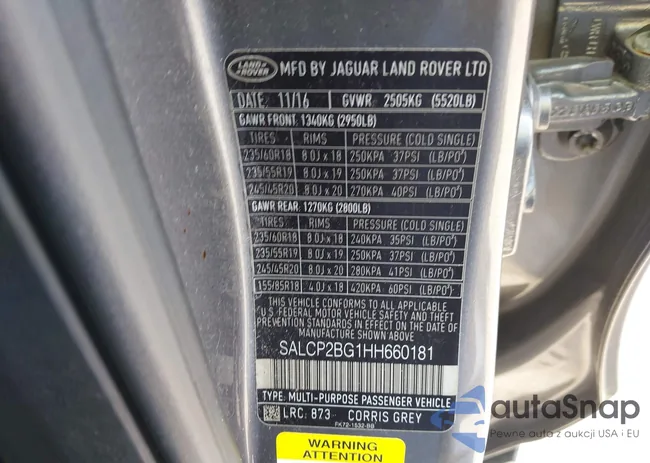 LAND ROVER
MFD BY JAGUAR LAND ROVER LTD
DATE 11/16 GVWR 2505KG (5520LB)
GAWR FRONT 1340KG (2950LB)
TIRES RIMS PRESSURE (COLD SINGLE)
235/60R18 8.0J x 18 250KPA 37PSI (LB/PO²)
235/55R19 8.0J x 19 250KPA 37PSI (LB/PO²)
245/45R20 8.0J x 20 270KPA 40PSI (LB/PO²)
GAWR REAR 1270KG (2800LB)
TIRES RIMS PRESSURE (COLD SINGLE)
235/60R18 8.0J x 18 240KPA 35PSI (LB/PO²)
235/55R19 8.0J x 19 250KPA 37PSI (LB/PO²)
245/45R20 8.0J x 20 280KPA 41PSI (LB/PO²)
155/85R18 4.0J x 18 420KPA 60PSI (LB/PO²)
THIS VEHICLE CONFORMS TO ALL APPLICABLE
U.S. FEDERAL MOTOR VEHICLE SAFETY AND THEFT
PREVENTION STANDARDS IN EFFECT ON THE DATE OF
MANUFACTURE SHOWN ABOVE
SALCP2BG1HH660181
TYPE: MULTI-PURPOSE PASSENGER VEHICLE
LRC: 873 CORRIS GREY
PK72-1532-BB
WARNING
ATTENTION
autoSnap
Pewne auta z aukcji USA i EU